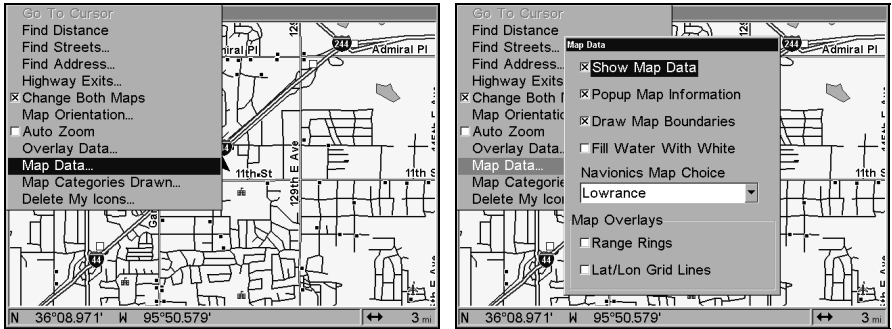 Go To Cursor
Find Distance
Find Streets...
Find Address...
Highway Exits...
Change Both Maps
Map Orientation...
Auto Zoom
Overlay Data...
Map Data...
Map Categories Drawn...
Delete My Icons...
129
244
Admiral Pl
44
11th St
129th E Ave
44
N 36°08.971' W 95°50.579' 3 mi
Go To Cursor
Find Distance
Find Streets...
Find Address...
Highway Exits
Change Both
Map Orientatio
Auto Zoom
Overlay Data.
Map Data...
Map Categorie
Delete My Icon
Map Data
Show Map Data
Popup Map Information
Draw Map Boundaries
Fill Water With White
Navionics Map Choice
Lowrance
Map Overlays
Range Rings
Lat/Lon Grid Lines
129
244
Admiral Pl
11th S
44
N 36°08.971' W 95°50.579' 3 mi